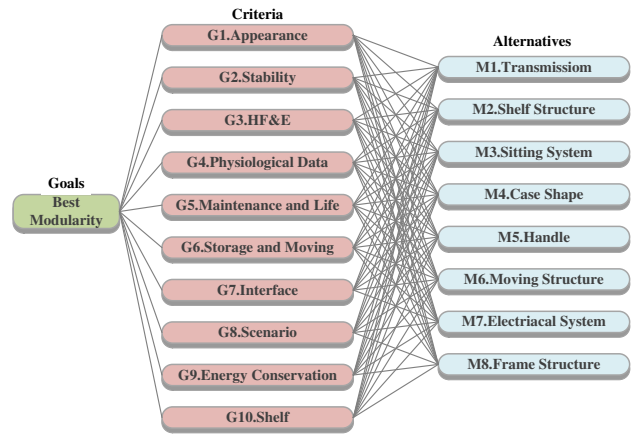 Criteria
G1.Appearance
G2.Stability
G3.HF&E
G4.Physiological Data
G5.Maintenance and Life
G6.Storage and Moving
G7.Interface
G8.Scenario
G9.Energy Conservation
G10.Shelf
Goals
Best
Modularity
Alternatives
M1.Transmissiom
M2.Shelf Structure
M3.Sitting System
M4.Case Shape
M5.Handle
M6.Moving Structure
M7.Electriacal System
M8.Frame Structure